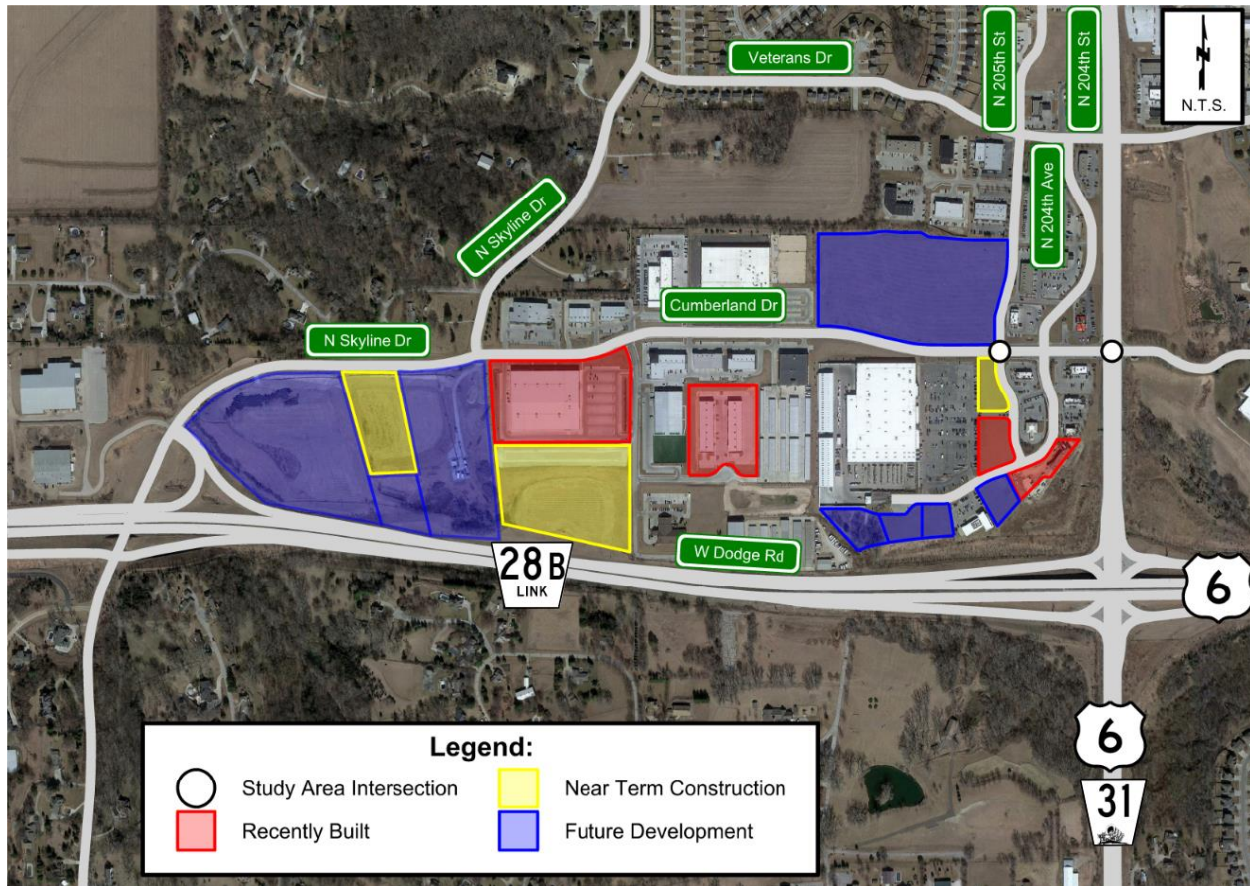 Veterans Dr
N 205th St
N 204th St
N.T.S.
N 204th Ave
N Skyline Dr
Cumberland Dr
N Skyline Dr
W Dodge Rd
28B
LINK
6
6
31
Legend:
Study Area Intersection
Near Term Construction
Recently Built
Future Development